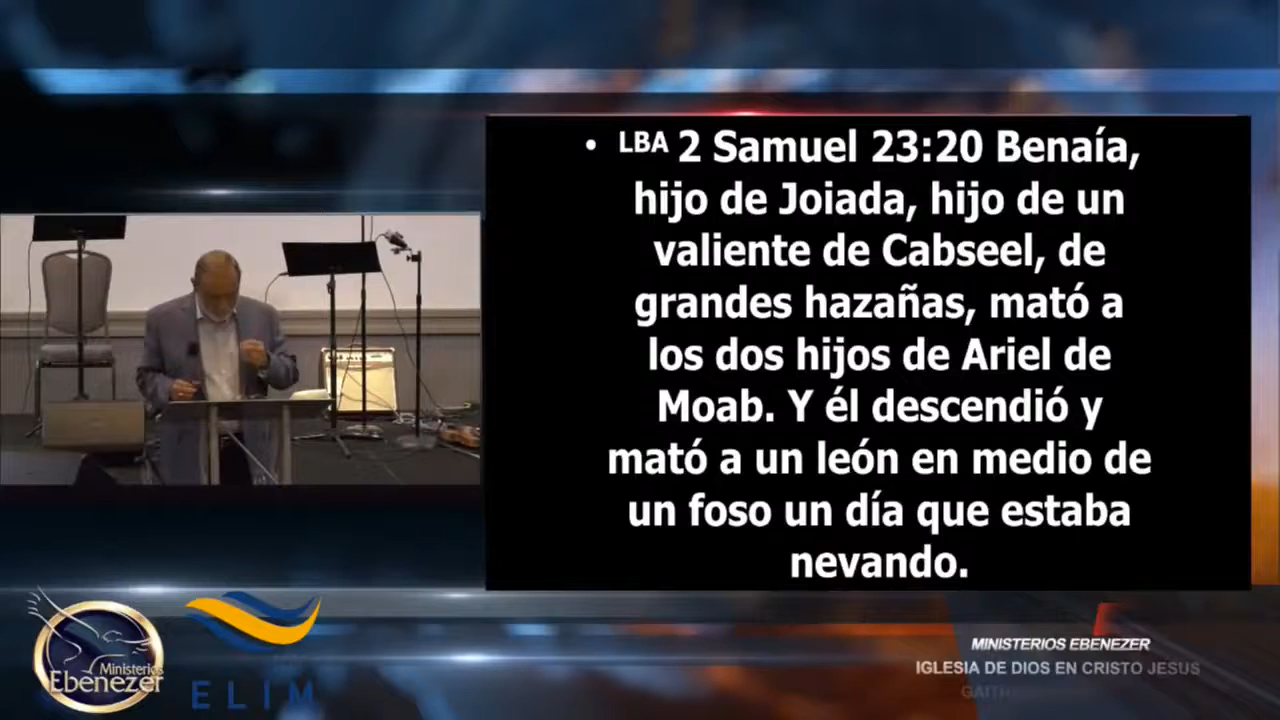 • LBA 2 Samuel 23:20 Benaía,
hijo de Joiada, hijo de un
valiente de Cabseel, de
grandes hazañas, mató a
los dos hijos de Ariel de
Moab. Y él descendió y
mató a un león en medio de
un foso un día que estaba
nevando.
Ministerios
Ebenezer
ELIM
MINISTERIOS EBENEZER
IGLESIA DE DIOS EN CRISTO JESUS